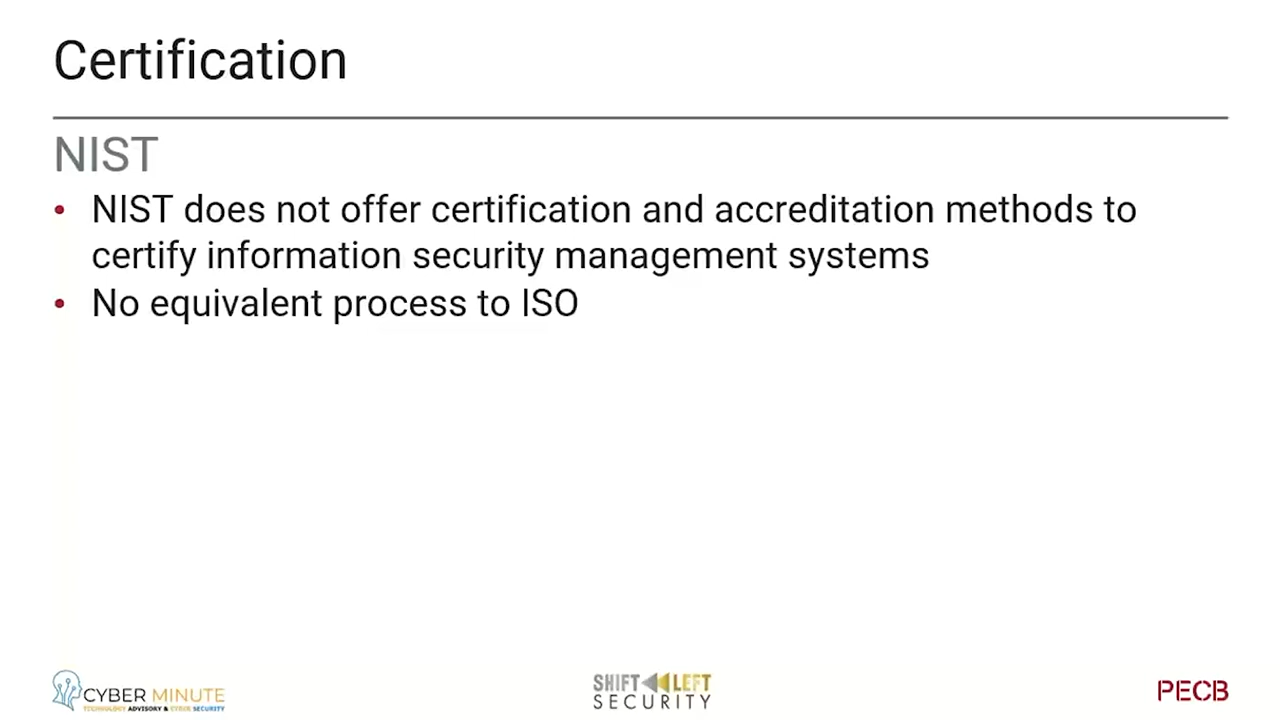 Certification
NIST
• NIST does not offer certification and accreditation methods to
certify information security management systems
• No equivalent process to ISO
CYBER MINUTE
TECHNOLOGY ADVISORY & CYBER SECURITY
SHIFT LEFT
SECURITY
PECB